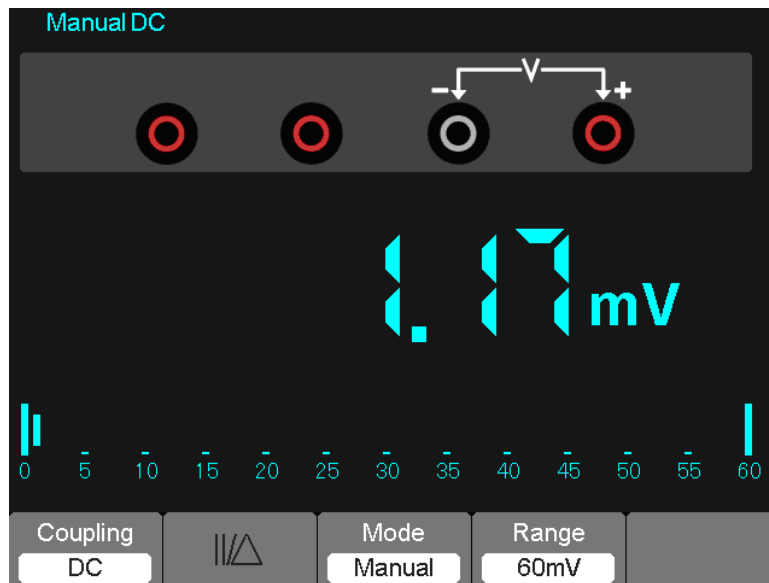 Manual DC
− V +
1.17 mV
0 5 10 15 20 25 30 35 40 45 50 55 60
Coupling Mode Range
DC Manual 60mV